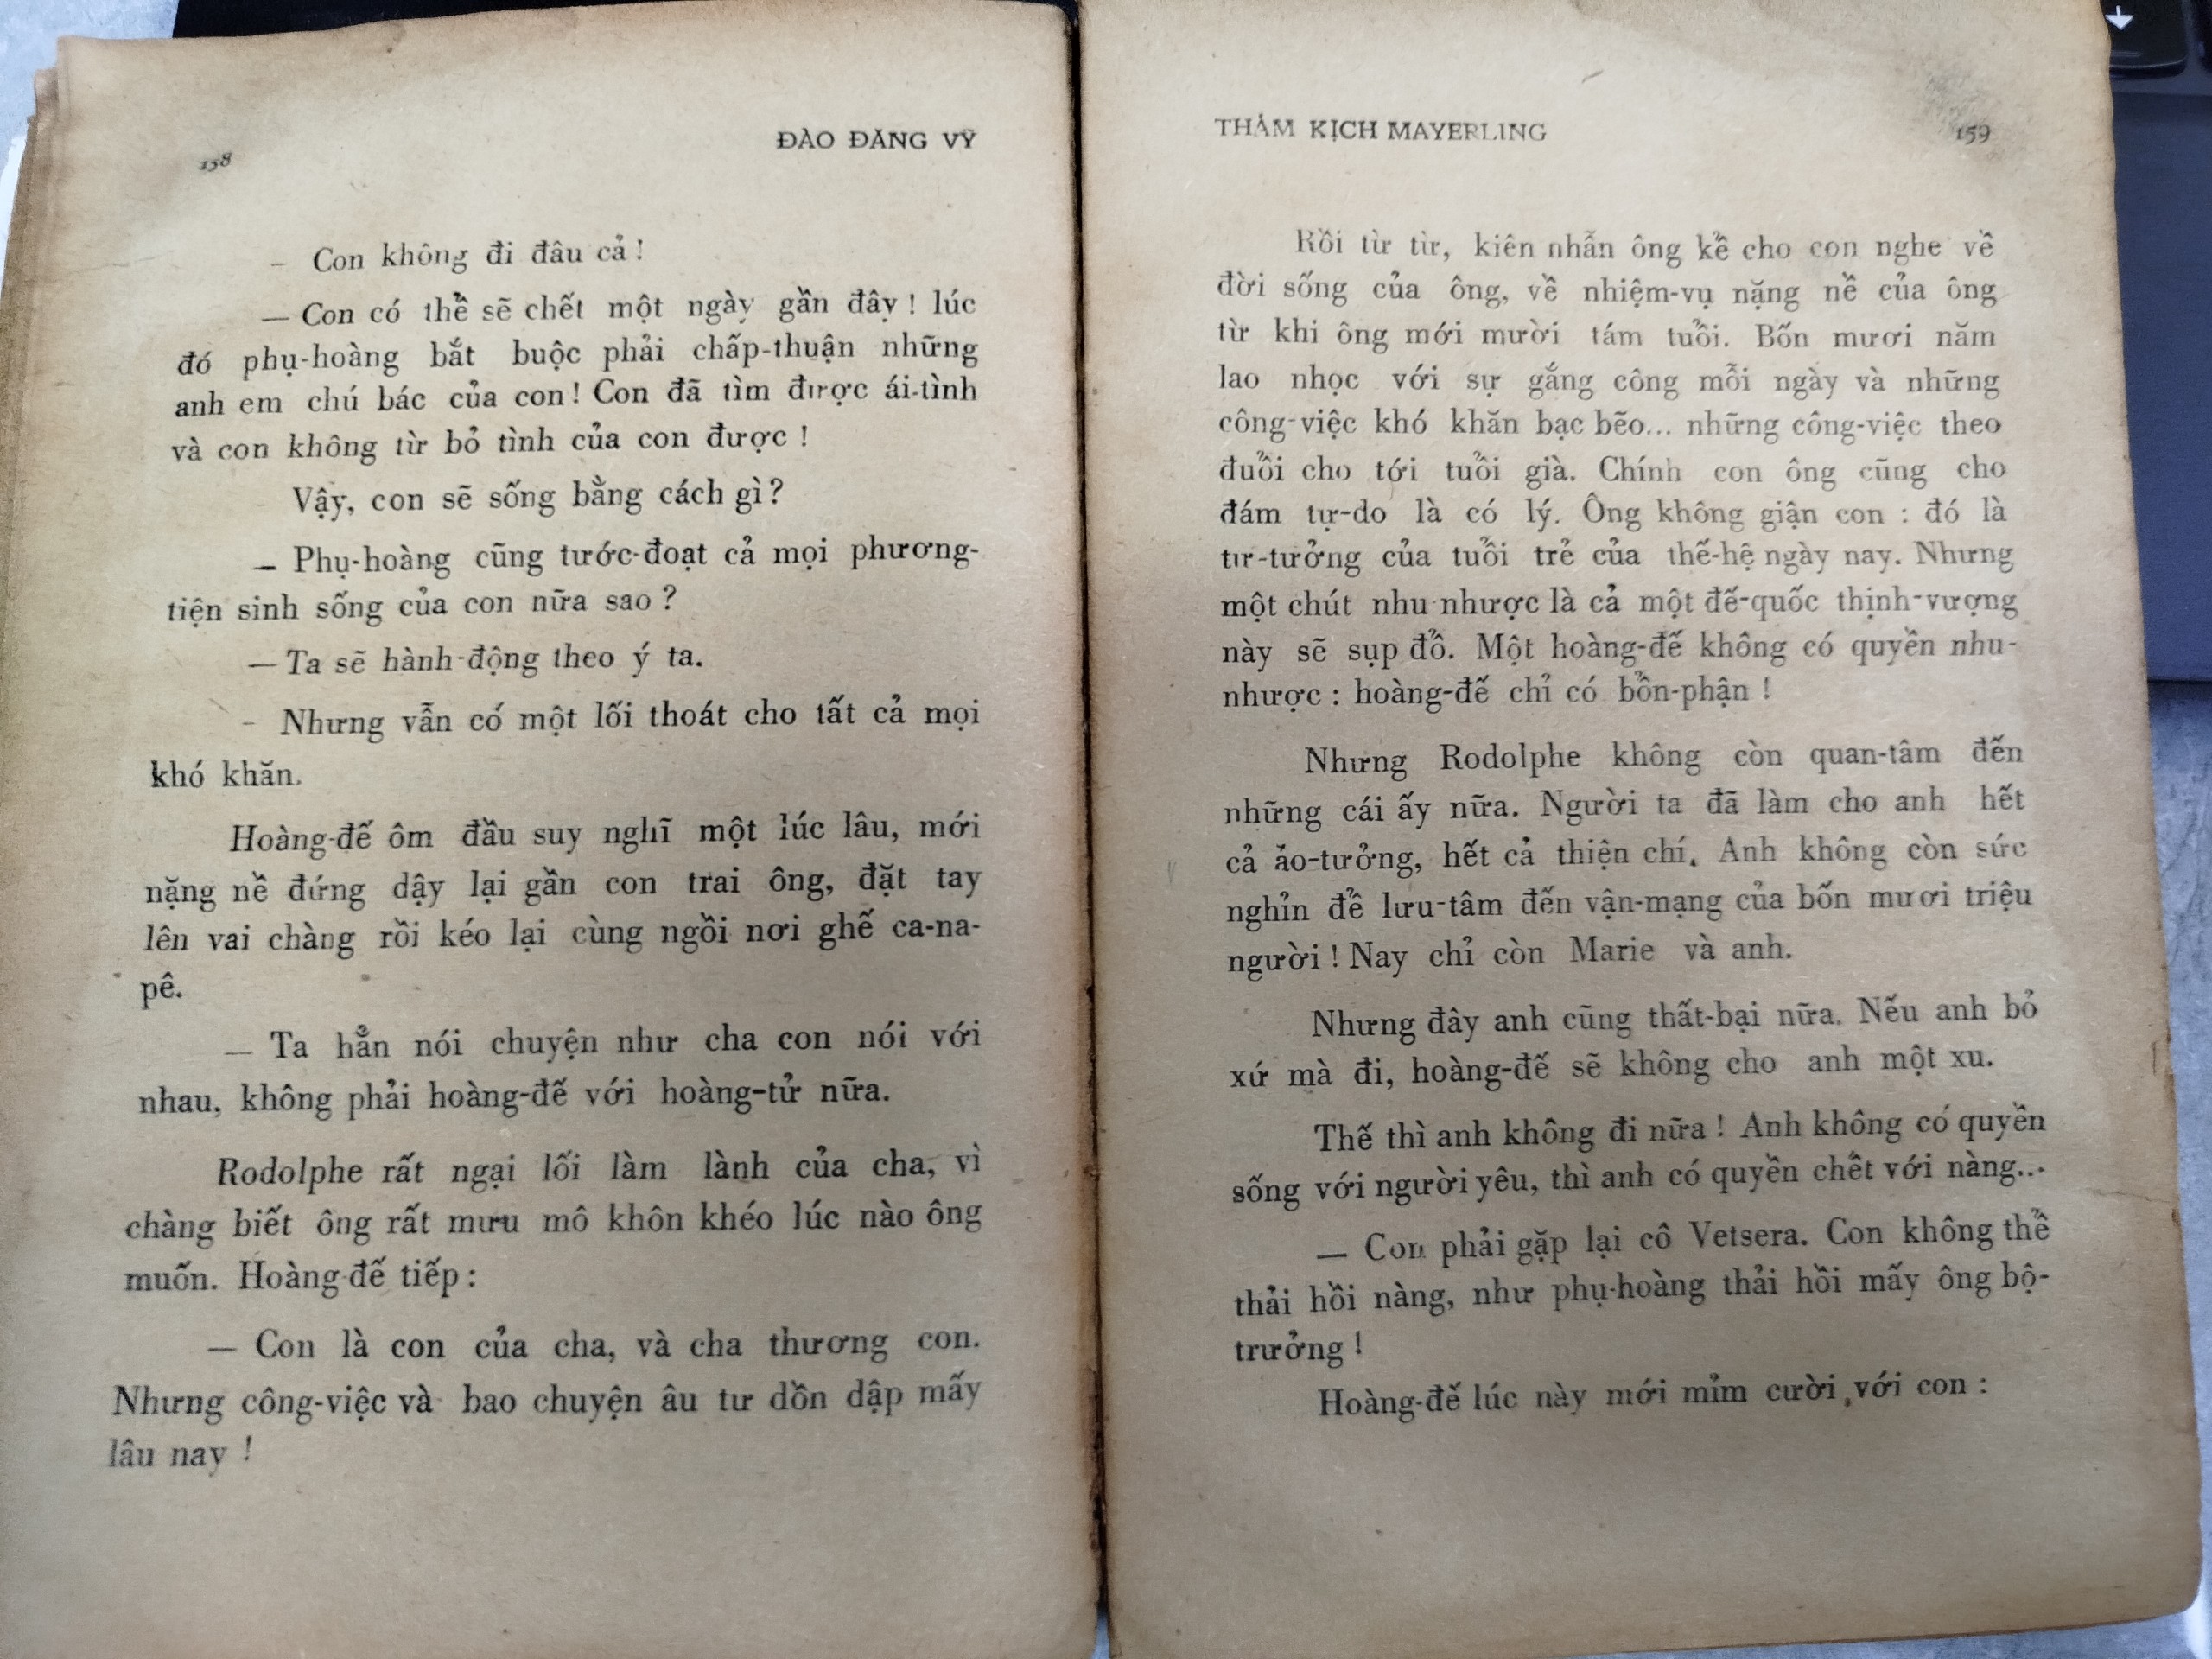 158
ĐÀO ĐĂNG VỸ
- Con không đi đâu cả !
— Con có thể sẽ chết một ngày gần đây ! lúc
đó phụ-hoàng bắt buộc phải chấp-thuận những
anh em chú bác của con ! Con đã tìm được ái-tình
và con không từ bỏ tình của con được !
Vậy, con sẽ sống bằng cách gì ?
— Phụ-hoàng cũng tước-đoạt cả mọi phương-
tiện sinh sống của con nữa sao ?
— Ta sẽ hành-động theo ý ta.
- Nhưng vẫn có một lối thoát cho tất cả mọi
khó khăn.
Hoàng-đế ôm đầu suy nghĩ một lúc lâu, mới
nặng nề đứng dậy lại gần con trai ông, đặt tay
lên vai chàng rồi kéo lại cùng ngồi nơi ghế ca-na-
pê.
— Ta hẳn nói chuyện như cha con nói với
nhau, không phải hoàng-đế với hoàng-tử nữa.
Rodolphe rất ngại lối làm lành của cha, vì
chàng biết ông rất mưu mô khôn khéo lúc nào ông
muốn. Hoàng-đế tiếp :
— Con là con của cha, và cha thương con.
Nhưng công-việc và bao chuyện âu tư dồn dập mấy
lâu nay !
THẢM KỊCH MAYERLING
159
Rồi từ từ, kiên nhẫn ông kể cho con nghe về
đời sống của ông, về nhiệm-vụ nặng nề của ông
từ khi ông mới mười tám tuổi. Bốn mươi năm
lao nhọc với sự gắng công mỗi ngày và những
công-việc khó khăn bạc bẽo... những công-việc theo
đuổi cho tới tuổi già. Chính con ông cũng cho
đám tự-do là có lý. Ông không giận con : đó là
tư-tưởng của tuổi trẻ của thế-hệ ngày nay. Nhưng
một chút nhu-nhược là cả một đế-quốc thịnh-vượng
này sẽ sụp đổ. Một hoàng-đế không có quyền nhu-
nhược : hoàng-đế chỉ có bổn-phận !
Nhưng Rodolphe không còn quan-tâm đến
những cái ấy nữa. Người ta đã làm cho anh hết
cả ảo-tưởng, hết cả thiện chí. Anh không còn sức
nghỉn để lưu-tâm đến vận-mạng của bốn mươi triệu
người ! Nay chỉ còn Marie và anh.
Nhưng đây anh cũng thất-bại nữa. Nếu anh bỏ
xứ mà đi, hoàng-đế sẽ không cho anh một xu.
Thế thì anh không đi nữa ! Anh không có quyền
sống với người yêu, thì anh có quyền chết với nàng...
— Con phải gặp lại cô Vetsera. Con không thể
thải hồi nàng, như phụ-hoàng thải hồi mấy ông bộ-
trưởng !
Hoàng-đế lúc này mới mỉm cười với con :